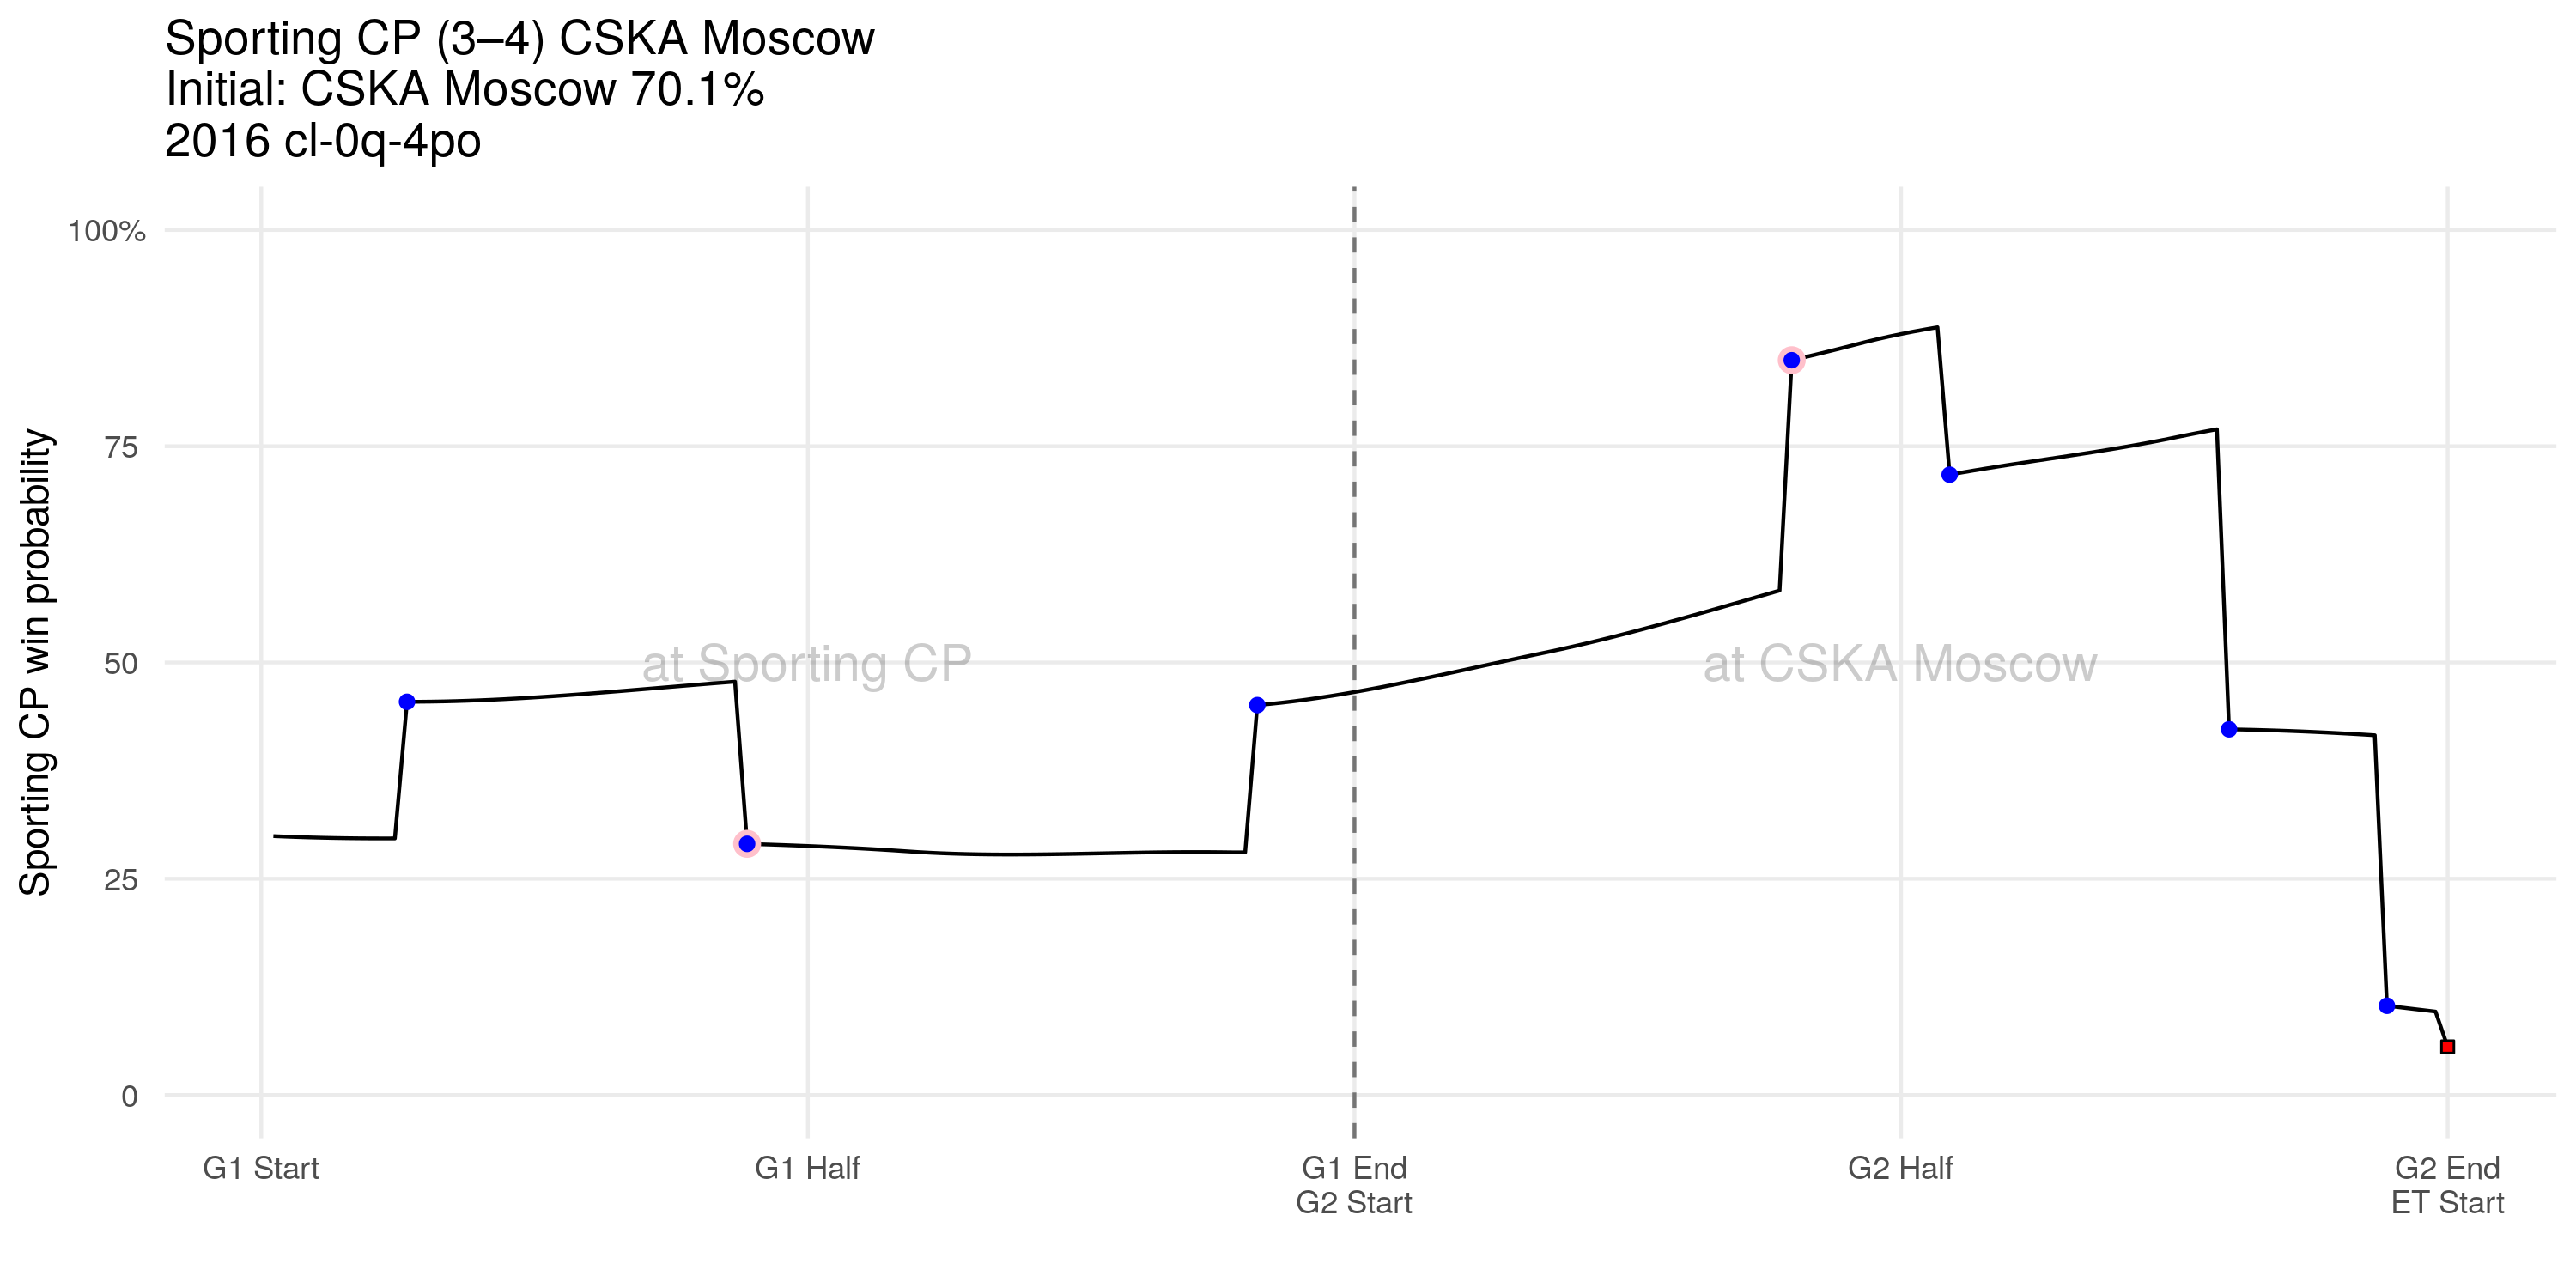 Sporting CP (3–4) CSKA Moscow
Initial: CSKA Moscow 70.1%
2016 cl-0q-4po
Sporting CP win probability
100%
75
50
25
0
at Sporting CP
at CSKA Moscow
G1 Start
G1 Half
G1 End
G2 Start
G2 Half
G2 End
ET Start